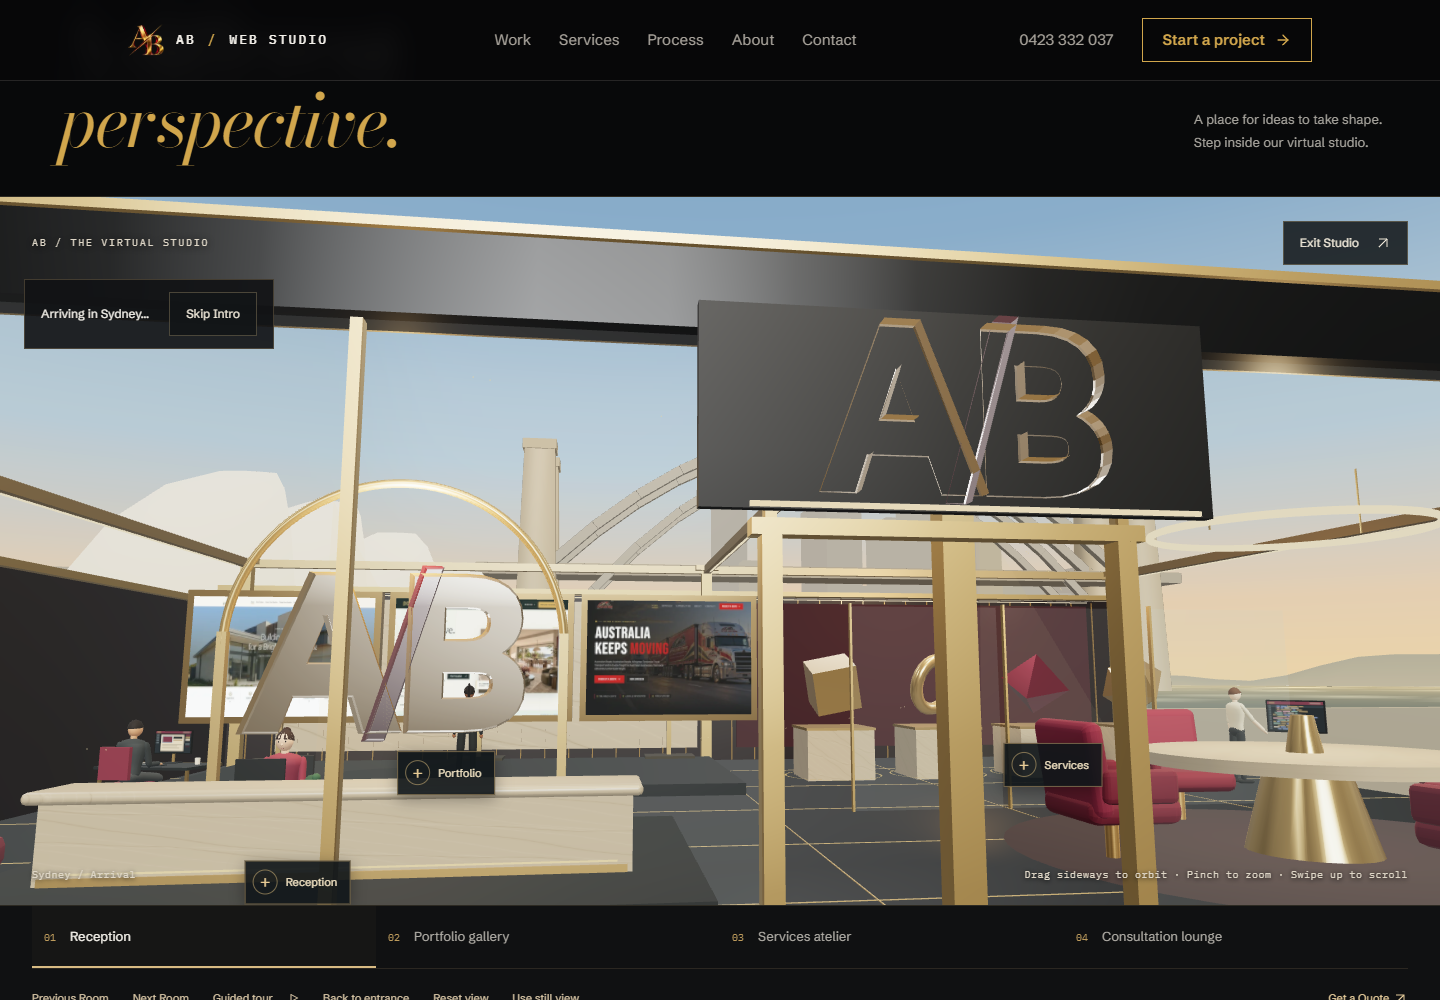 AB
AB / WEB STUDIO
Work
Services
Process
About
Contact
0423 332 037
Start a project
perspective.
A place for ideas to take shape.
Step inside our virtual studio.
AB / THE VIRTUAL STUDIO
Exit Studio
Arriving in Sydney...
Skip Intro
AB
AB
AUSTRALIA
KEEPS MOVING
Portfolio
Services
Reception
Sydney / Arrival
Drag sideways to orbit · Pinch to zoom · Swipe up to scroll
01 Reception
02 Portfolio gallery
03 Services atelier
04 Consultation lounge
Previous Room
Next Room
Guided tour
Back to entrance
Reset view
Use still view
Get a Quote